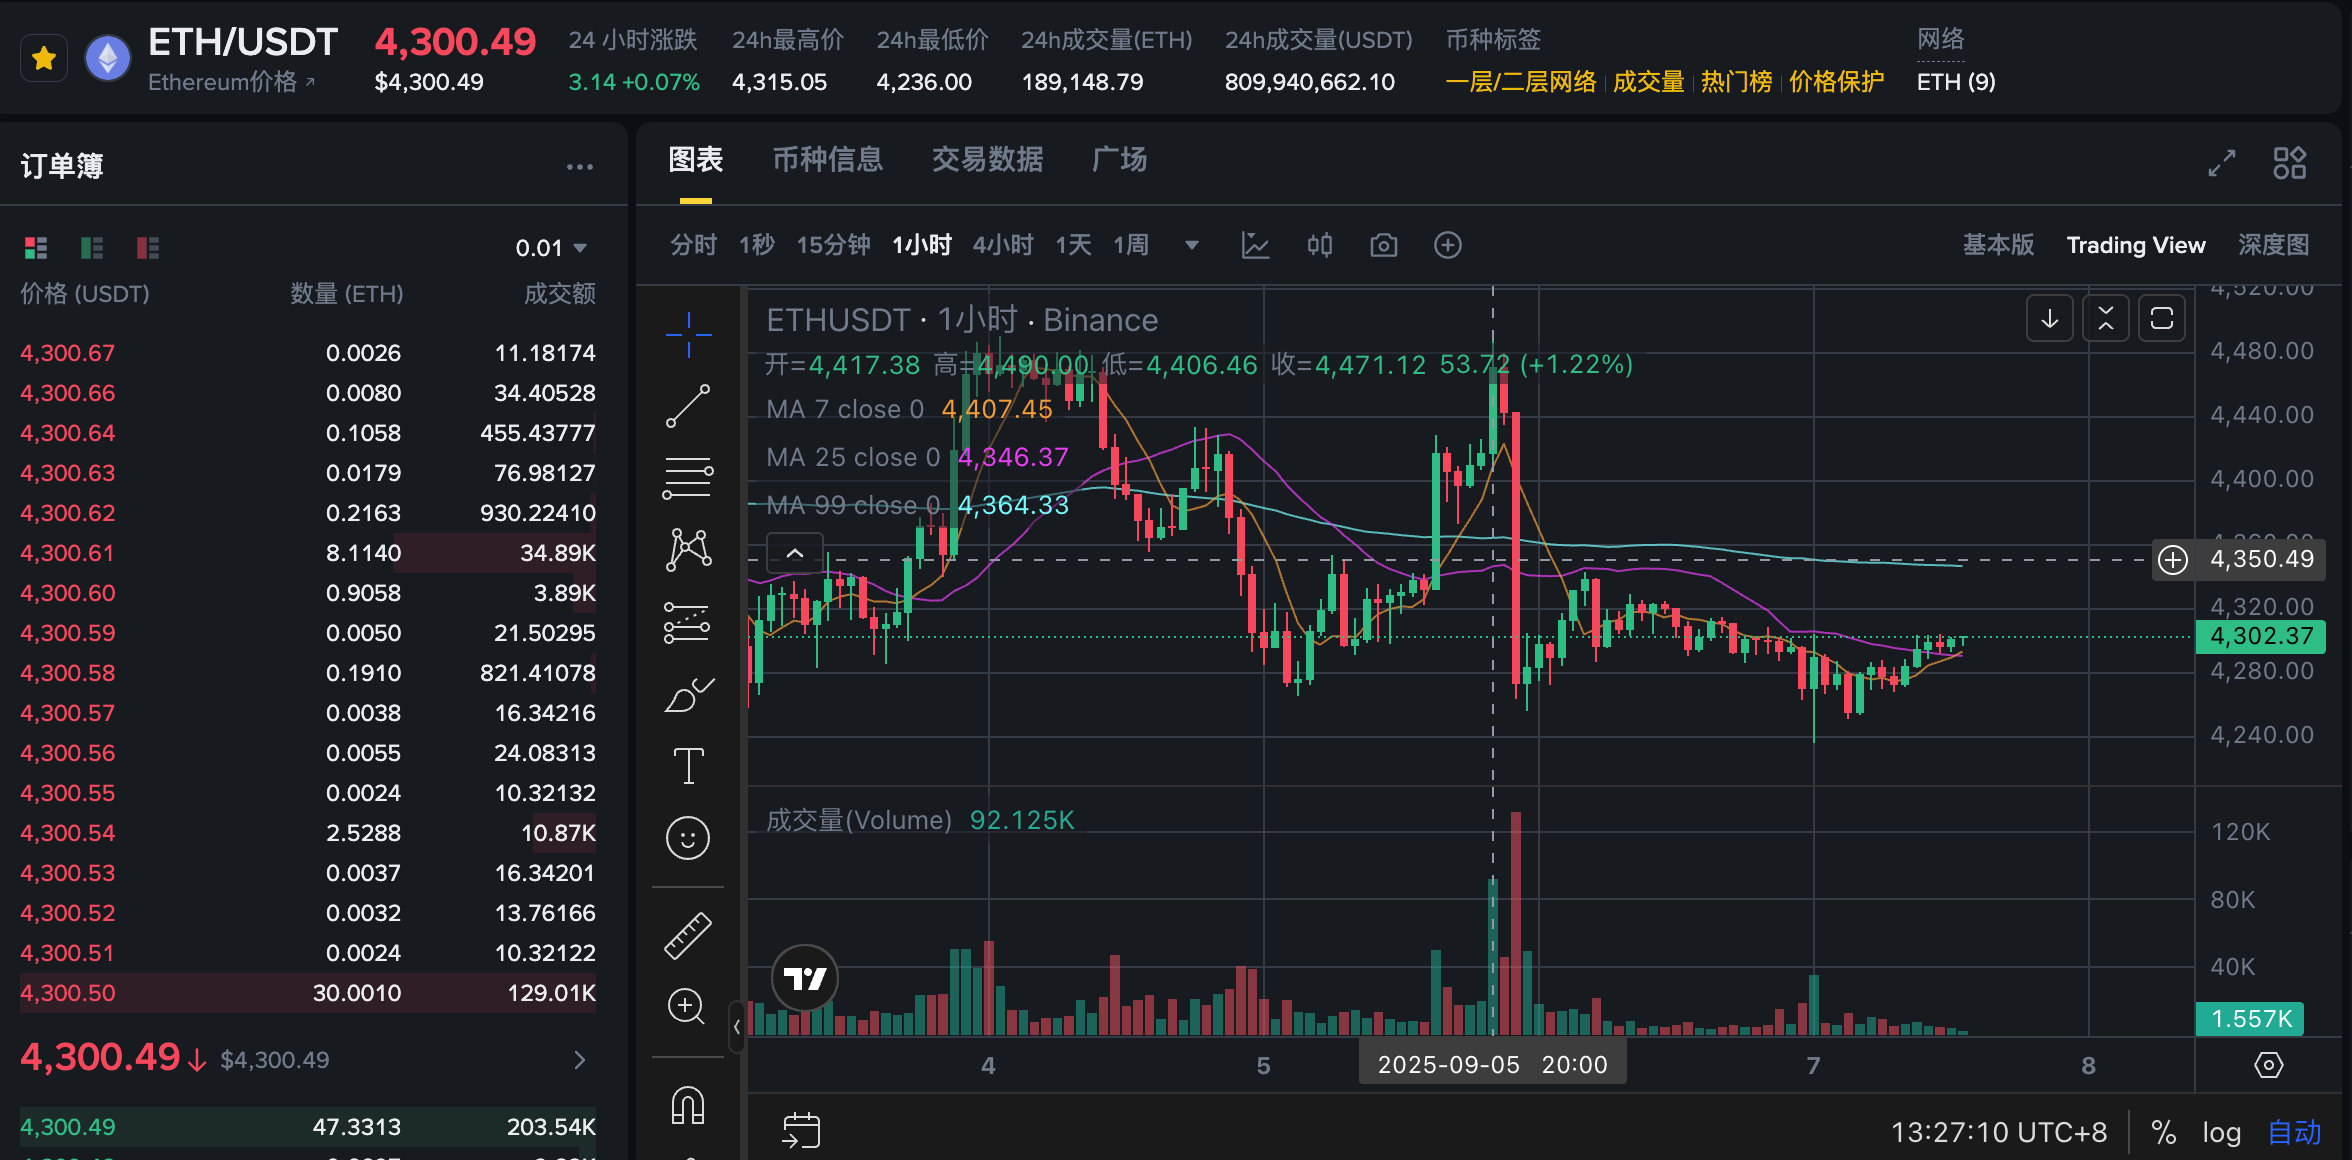 ETH/USDT
Ethereum价格
4,300.49
$4,300.49
24 小时涨跌
3.14 +0.07%
24h最高价
4,315.05
24h最低价
4,236.00
24h成交量(ETH)
189,148.79
24h成交量(USDT)
809,940,662.10
币种标签
一层/二层网络 | 成交量 | 热门榜 | 价格保护
网络
ETH (9)
订单簿
0.01
价格 (USDT) 数量 (ETH) 成交额
4,300.67 0.0026 11.18174
4,300.66 0.0080 34.40528
4,300.64 0.1058 455.43777
4,300.63 0.0179 76.98127
4,300.62 0.2163 930.22410
4,300.61 8.1140 34.89K
4,300.60 0.9058 3.89K
4,300.59 0.0050 21.50295
4,300.58 0.1910 821.41078
4,300.57 0.0038 16.34216
4,300.56 0.0055 24.08313
4,300.55 0.0024 10.32132
4,300.54 2.5288 10.87K
4,300.53 0.0037 16.34201
4,300.52 0.0032 13.76166
4,300.51 0.0024 10.32122
4,300.50 30.0010 129.01K
4,300.49 $4,300.49
4,300.49 47.3313 203.54K
图表 币种信息 交易数据 广场
分时 1秒 15分钟 1小时 4小时 1天 1周
基本版 Trading View 深度图
ETHUSDT · 1小时 · Binance
开=4,417.38 高=4,490.00 低=4,406.46 收=4,471.12 53.72 (+1.22%)
MA 7 close 0 4,407.45
MA 25 close 0 4,346.37
MA 99 close 0 4,364.33
4,520.00
4,480.00
4,440.00
4,400.00
4,350.49
4,320.00
4,302.37
4,280.00
4,240.00
成交量(Volume) 92.125K
120K
80K
40K
1.557K
4 5 2025-09-05 20:00 7 8
13:27:10 UTC+8 % log 自动